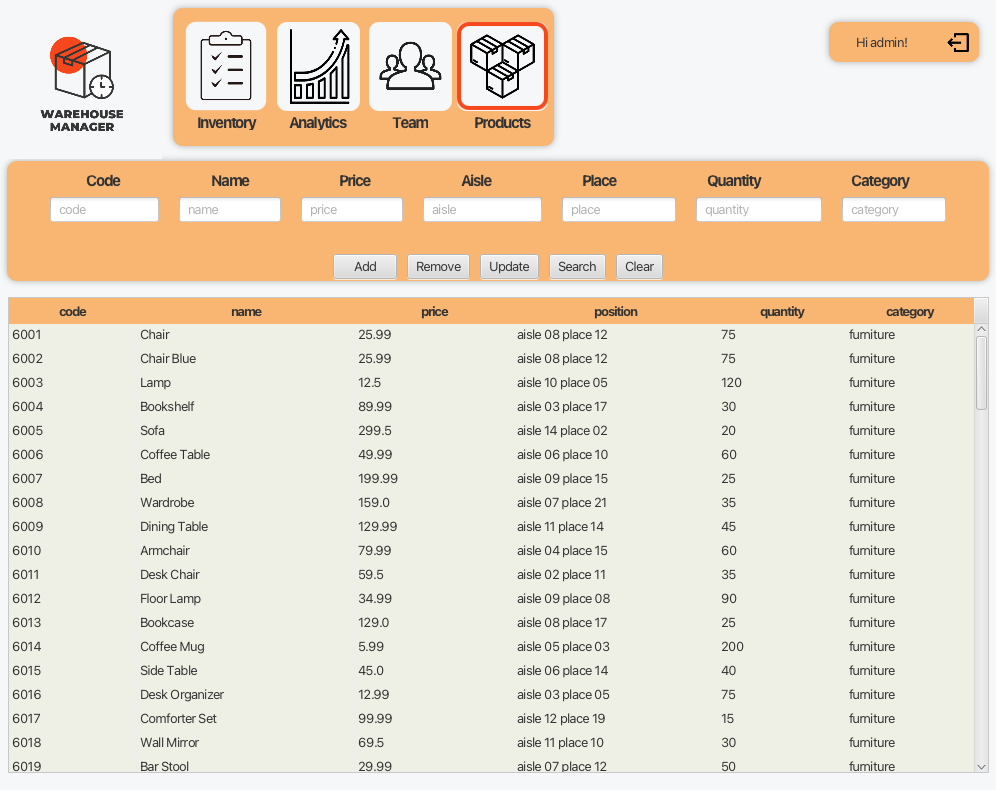 WAREHOUSE
MANAGER
Inventory Analytics Team Products
Hi admin!
Code Name Price Aisle Place Quantity Category
code name price aisle place quantity category
Add Remove Update Search Clear
code name price position quantity category
6001 Chair 25.99 aisle 08 place 12 75 furniture
6002 Chair Blue 25.99 aisle 08 place 12 75 furniture
6003 Lamp 12.5 aisle 10 place 05 120 furniture
6004 Bookshelf 89.99 aisle 03 place 17 30 furniture
6005 Sofa 299.5 aisle 14 place 02 20 furniture
6006 Coffee Table 49.99 aisle 06 place 10 60 furniture
6007 Bed 199.99 aisle 09 place 15 25 furniture
6008 Wardrobe 159.0 aisle 07 place 21 35 furniture
6009 Dining Table 129.99 aisle 11 place 14 45 furniture
6010 Armchair 79.99 aisle 04 place 15 60 furniture
6011 Desk Chair 59.5 aisle 02 place 11 35 furniture
6012 Floor Lamp 34.99 aisle 09 place 08 90 furniture
6013 Bookcase 129.0 aisle 08 place 17 25 furniture
6014 Coffee Mug 5.99 aisle 05 place 03 200 furniture
6015 Side Table 45.0 aisle 06 place 14 40 furniture
6016 Desk Organizer 12.99 aisle 03 place 05 75 furniture
6017 Comforter Set 99.99 aisle 12 place 19 15 furniture
6018 Wall Mirror 69.5 aisle 11 place 10 30 furniture
6019 Bar Stool 29.99 aisle 07 place 12 50 furniture